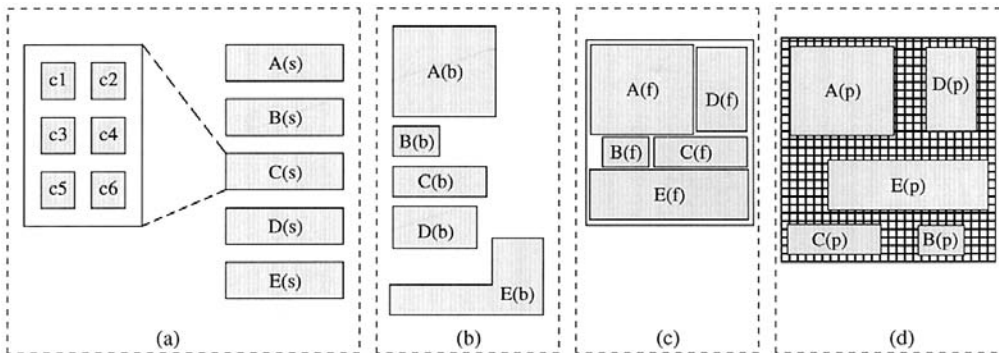 c1 c2
c3 c4
c5 c6
A(s)
B(s)
C(s)
D(s)
E(s)
(a)
A(b)
B(b)
C(b)
D(b)
E(b)
(b)
A(f)
D(f)
B(f)
C(f)
E(f)
(c)
A(p)
D(p)
E(p)
C(p)
B(p)
(d)